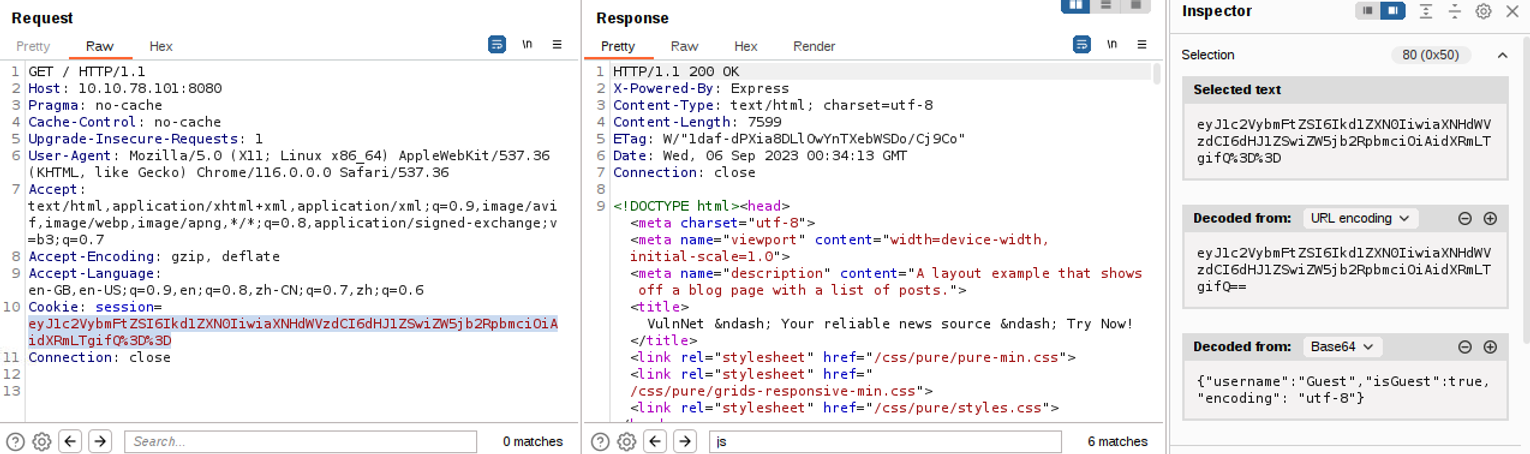 Request
Pretty Raw Hex \n
1 GET / HTTP/1.1
2 Host: 10.10.78.101:8080
3 Pragma: no-cache
4 Cache-Control: no-cache
5 Upgrade-Insecure-Requests: 1
6 User-Agent: Mozilla/5.0 (X11; Linux x86_64) AppleWebKit/537.36
(KHTML, like Gecko) Chrome/116.0.0.0 Safari/537.36
7 Accept:
text/html,application/xhtml+xml,application/xml;q=0.9,image/avi
f,image/webp,image/apng,*/*;q=0.8,application/signed-exchange;v
=b3;q=0.7
8 Accept-Encoding: gzip, deflate
9 Accept-Language:
en-GB,en-US;q=0.9,en;q=0.8,zh-CN;q=0.7,zh;q=0.6
10 Cookie: session=
eyJ1c2VybmFtZSI6Ikd1ZXN0IiwiaXNHdWVzdCI6dHJ1ZSwiZW5jb2RpbmciOiA
idXRmLTgifQ%3D%3D
11 Connection: close
12
13
Search...
0 matches
Response
Pretty Raw Hex Render \n
1 HTTP/1.1 200 OK
2 X-Powered-By: Express
3 Content-Type: text/html; charset=utf-8
4 Content-Length: 7599
5 ETag: W/"1daf-dPXia8DLlOwYnTXebWSDo/Cj9Co"
6 Date: Wed, 06 Sep 2023 00:34:13 GMT
7 Connection: close
8
9 <!DOCTYPE html><head>
<meta charset="utf-8">
<meta name="viewport" content="width=device-width,
initial-scale=1.0">
<meta name="description" content="A layout example that shows
off a blog page with a list of posts.">
<title>
VulnNet &ndash; Your reliable news source &ndash; Try Now!
</title>
<link rel="stylesheet" href="/css/pure/pure-min.css">
<link rel="stylesheet" href="
/css/pure/grids-responsive-min.css">
<link rel="stylesheet" href="/css/pure/styles.css">
js
6 matches
Inspector
Selection 80 (0x50)
Selected text
eyJ1c2VybmFtZSI6Ikd1ZXN0IiwiaXNHdWV
zdCI6dHJ1ZSwiZW5jb2RpbmciOiAidXRmLT
gifQ%3D%3D
Decoded from: URL encoding
eyJ1c2VybmFtZSI6Ikd1ZXN0IiwiaXNHdWV
zdCI6dHJ1ZSwiZW5jb2RpbmciOiAidXRmLT
gifQ==
Decoded from: Base64
{"username":"Guest","isGuest":true,
"encoding": "utf-8"}